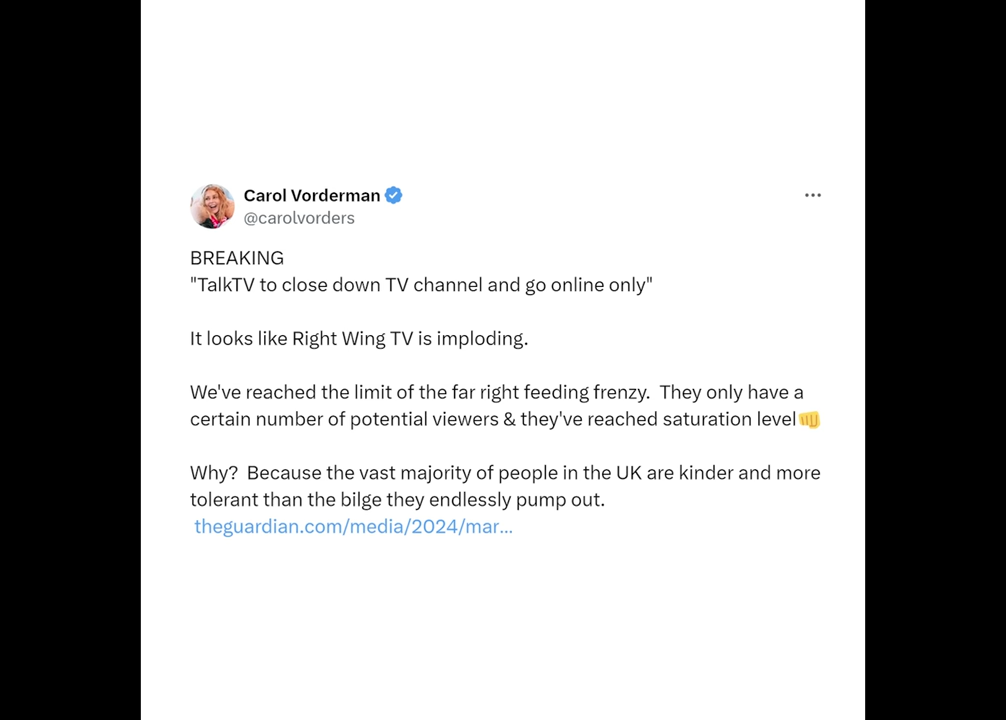 Carol Vorderman
@carolvorders
BREAKING
"TalkTV to close down TV channel and go online only"
It looks like Right Wing TV is imploding.
We've reached the limit of the far right feeding frenzy.  They only have a
certain number of potential viewers & they've reached saturation level👊
Why?  Because the vast majority of people in the UK are kinder and more
tolerant than the bilge they endlessly pump out.
theguardian.com/media/2024/mar...